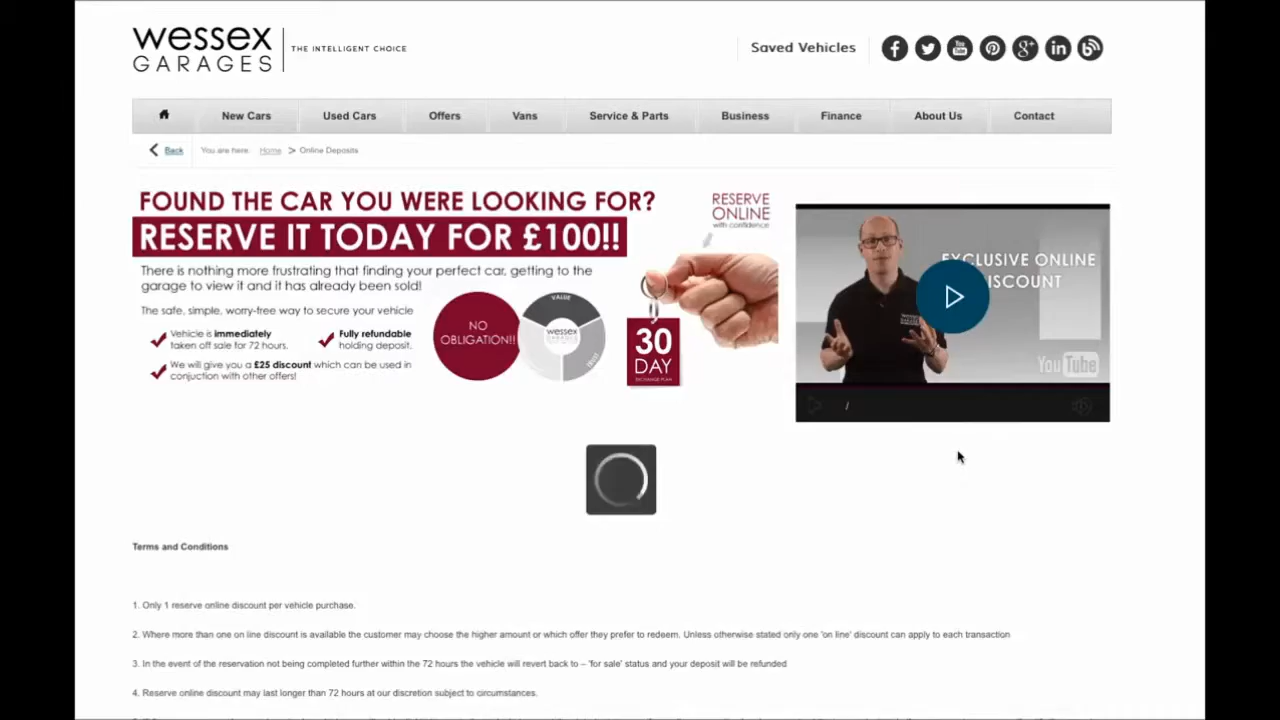 wessex
GARAGES
THE INTELLIGENT CHOICE
Saved Vehicles
New Cars Used Cars Offers Vans Service & Parts Business Finance About Us Contact
Back You are here: Home > Online Deposits
FOUND THE CAR YOU WERE LOOKING FOR?
RESERVE IT TODAY FOR £100!!
There is nothing more frustrating that finding your perfect car, getting to the
garage to view it and it has already been sold!
The safe, simple, worry-free way to secure your vehicle
Vehicle is immediately
taken off sale for 72 hours.
Fully refundable
holding deposit.
We will give you a £25 discount which can be used in
conjuction with other offers!
NO
OBLIGATION!!
VALUE
wessex
GARAGES
TRUST
RESERVE
ONLINE
with confidence
30
DAY
EXCHANGE PLAN
EXCLUSIVE ONLINE
DISCOUNT
YouTube
/
Terms and Conditions
1. Only 1 reserve online discount per vehicle purchase.
2. Where more than one on line discount is available the customer may choose the higher amount or which offer they prefer to redeem. Unless otherwise stated only one 'on line' discount can apply to each transaction
3. In the event of the reservation not being completed further within the 72 hours the vehicle will revert back to – 'for sale' status and your deposit will be refunded
4. Reserve online discount may last longer than 72 hours at our discretion subject to circumstances.